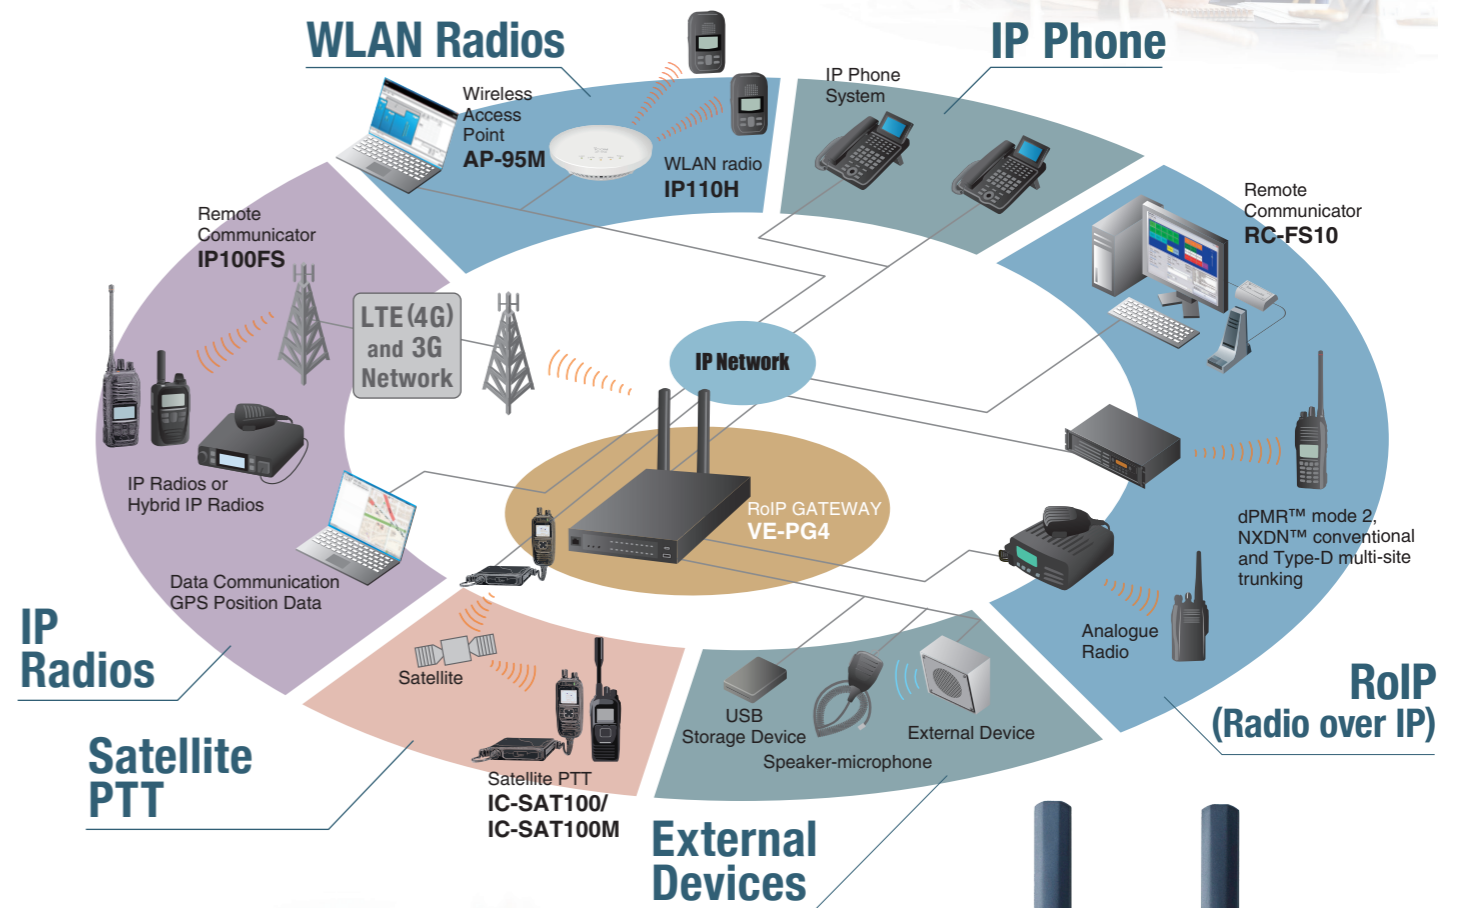 WLAN Radios
IP Phone
Wireless
Access
Point
AP-95M
WLAN radio
IP110H
IP Phone
System
Remote
Communicator
RC-FS10
Remote
Communicator
IP100FS
LTE (4G)
and 3G
Network
IP Network
IP Radios or
Hybrid IP Radios
RoIP GATEWAY
VE-PG4
dPMR™ mode 2,
NXDN™ conventional
and Type-D multi-site
trunking
Data Communication
GPS Position Data
Analogue
Radio
IP
Radios
Satellite
RoIP
(Radio over IP)
USB
Storage Device
External Device
Speaker-microphone
Satellite
PTT
Satellite PTT
IC-SAT100/
IC-SAT100M
External
Devices